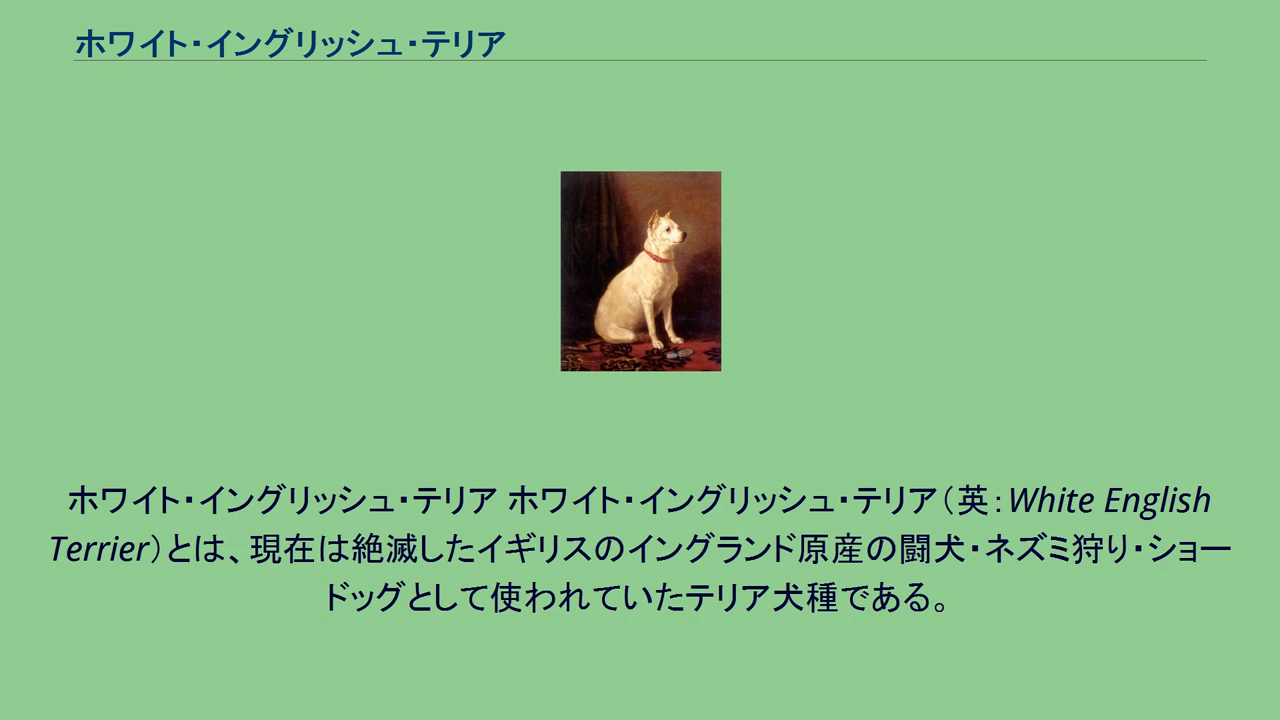 ホワイト・イングリッシュ・テリア
ホワイト・イングリッシュ・テリア ホワイト・イングリッシュ・テリア（英：White English
Terrier）とは、現在は絶滅したイギリスのイングランド原産の闘犬・ネズミ狩り・ショー
ドッグとして使われていたテリア犬種である。